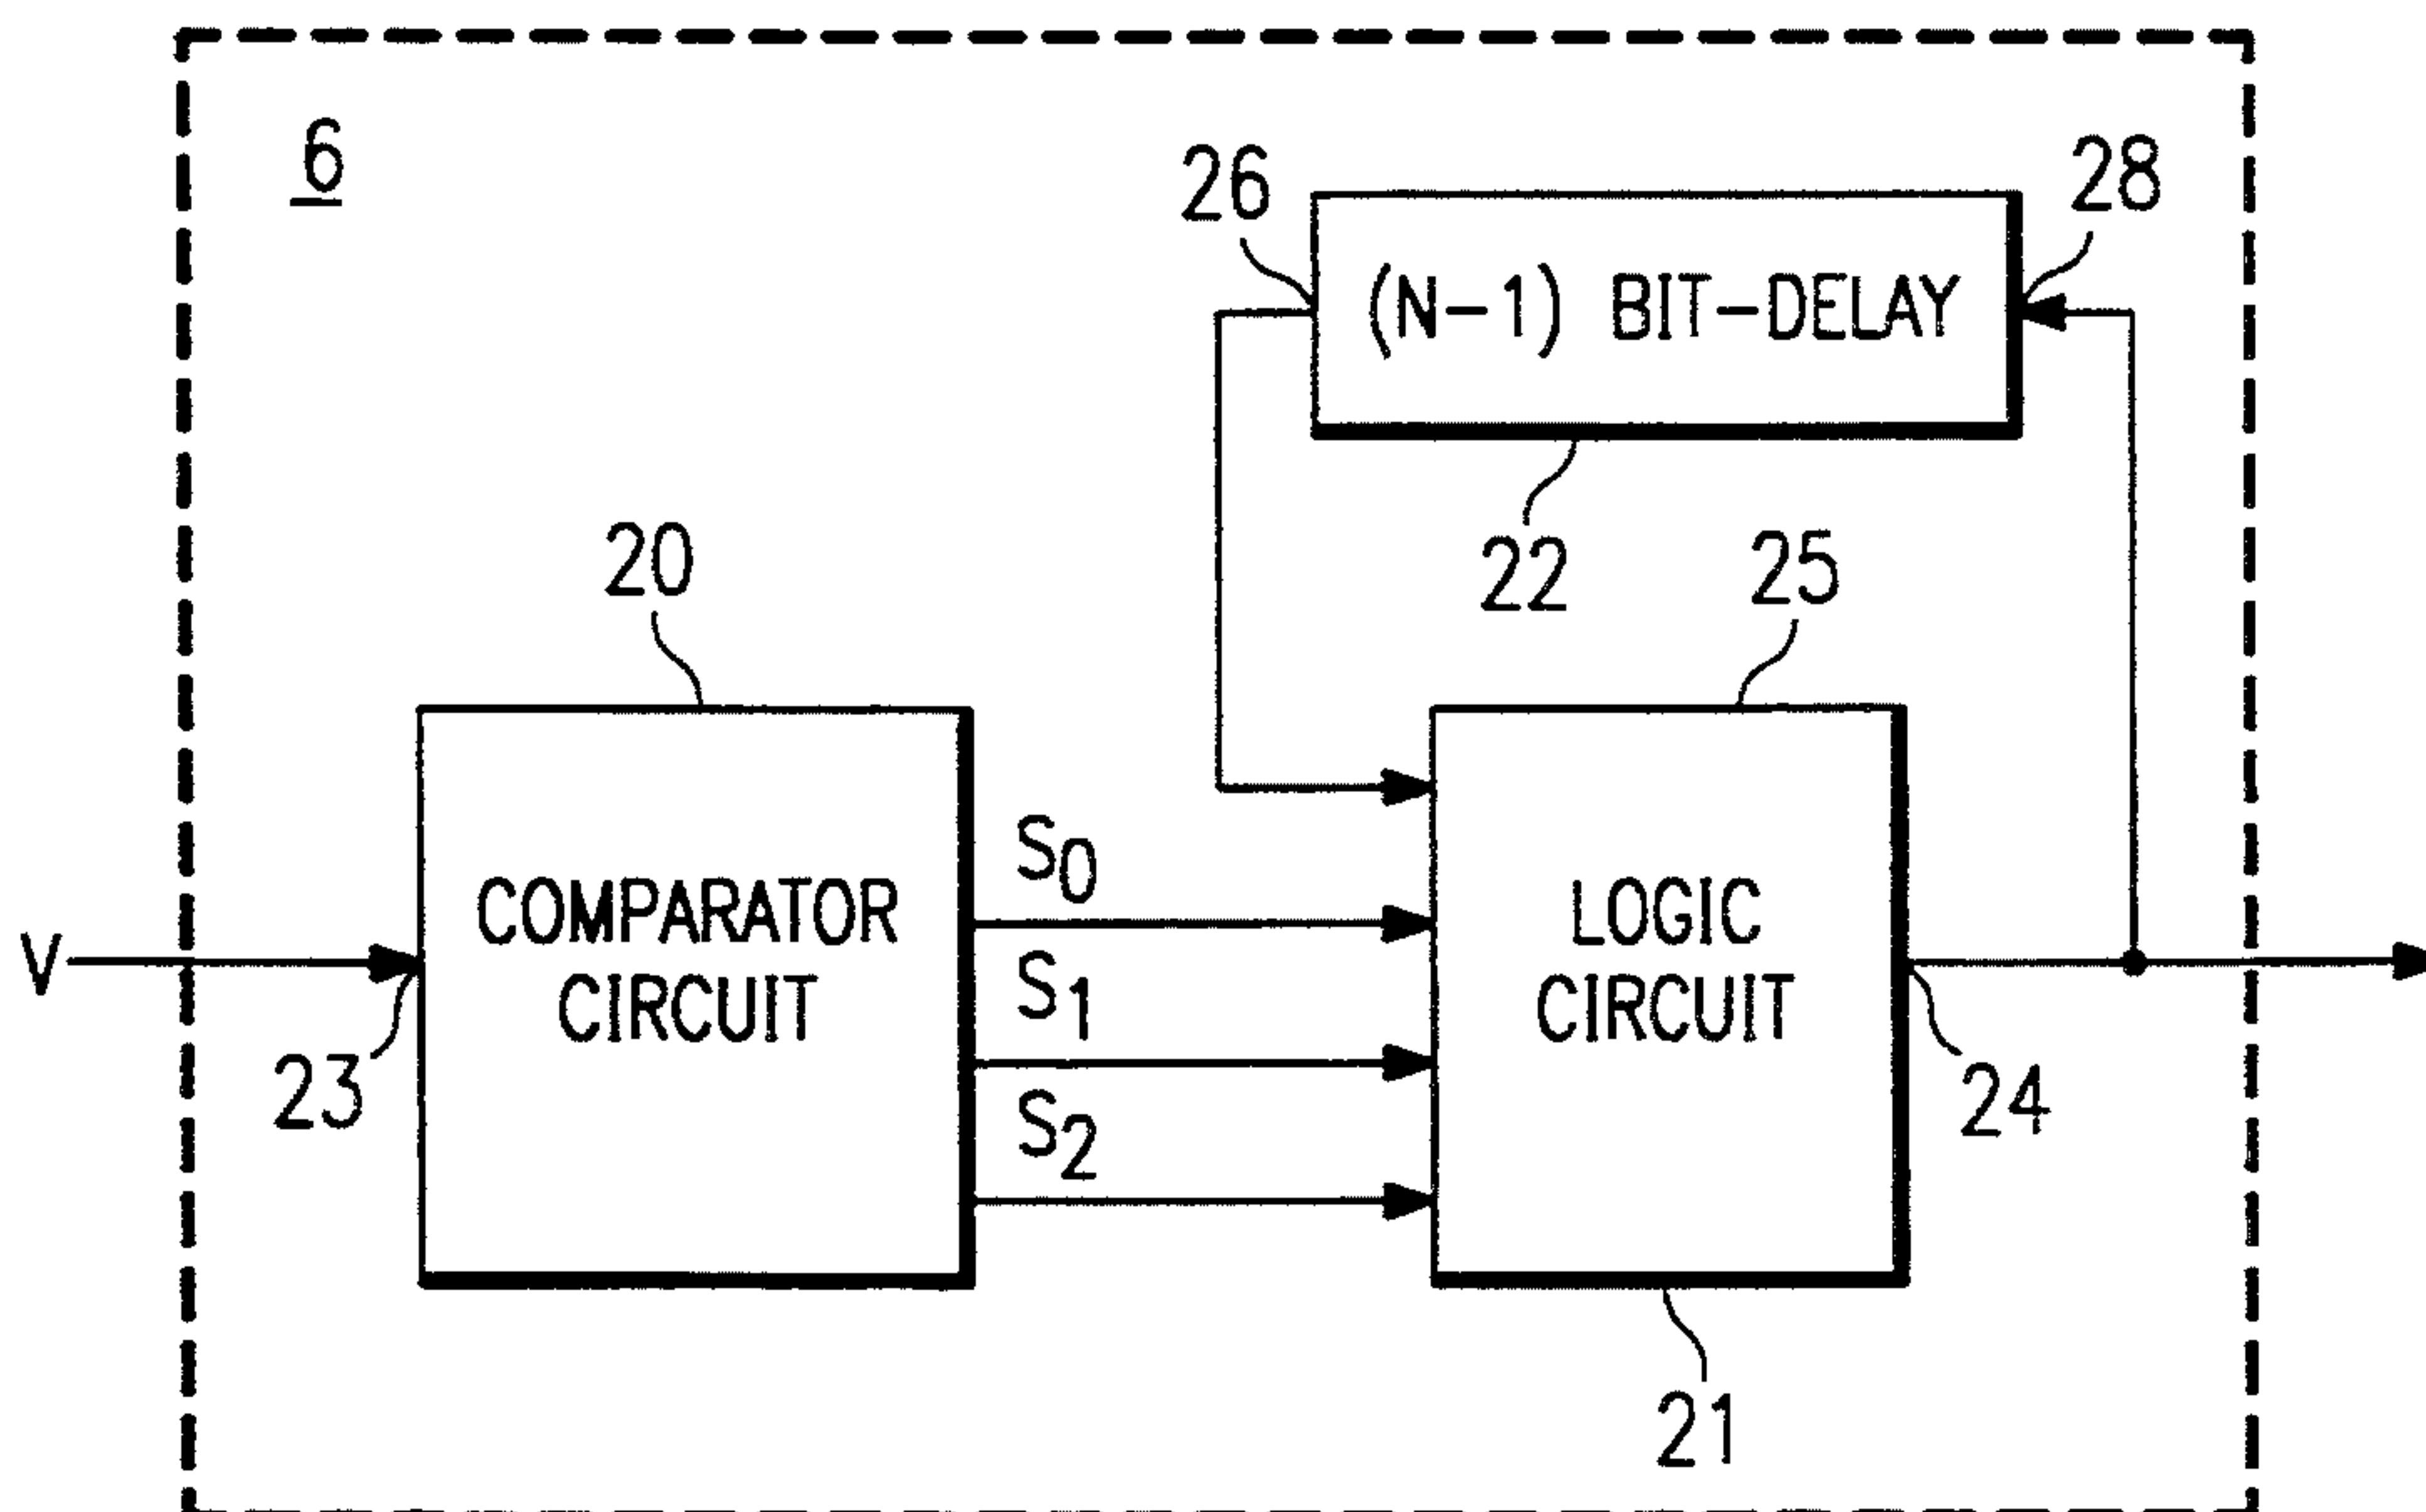 6
26
28
(N-1) BIT-DELAY
22
20
25
S0
COMPARATOR
CIRCUIT
LOGIC
CIRCUIT
V
S1
23
S2
24
21